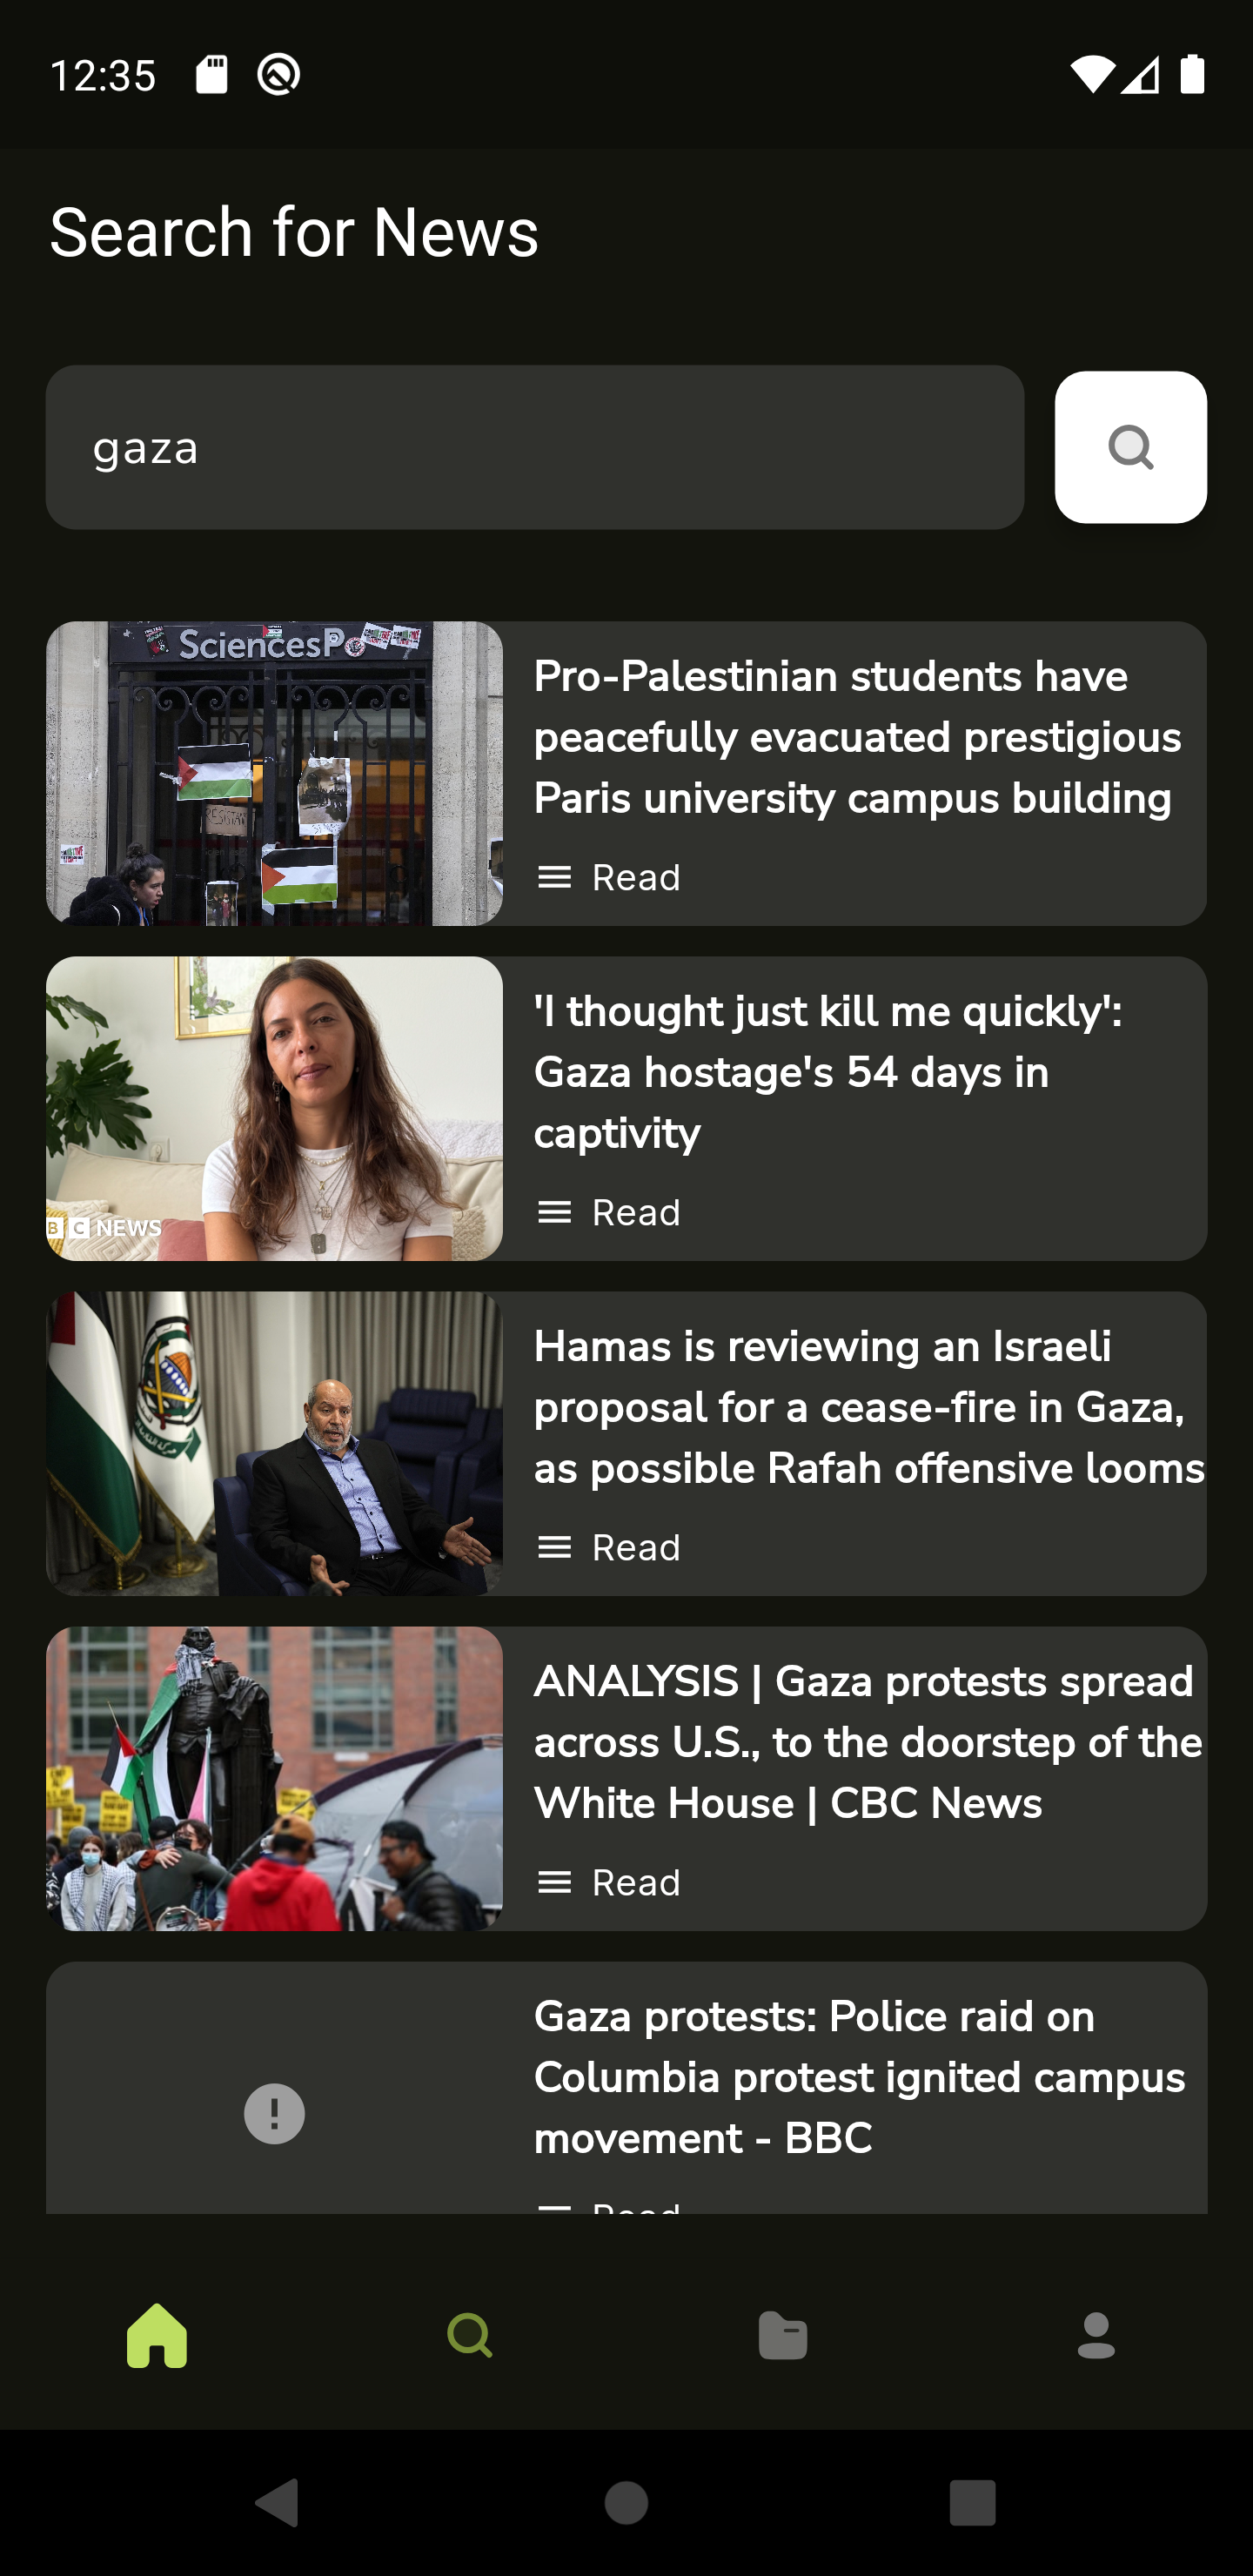 12:35
Search for News
gaza
SciencesPo
RESISTAN
Pro-Palestinian students have
peacefully evacuated prestigious
Paris university campus building
Read
BBC NEWS
'I thought just kill me quickly':
Gaza hostage's 54 days in
captivity
Read
Hamas is reviewing an Israeli
proposal for a cease-fire in Gaza,
as possible Rafah offensive looms
Read
ANALYSIS | Gaza protests spread
across U.S., to the doorstep of the
White House | CBC News
Read
Gaza protests: Police raid on
Columbia protest ignited campus
movement - BBC
Read